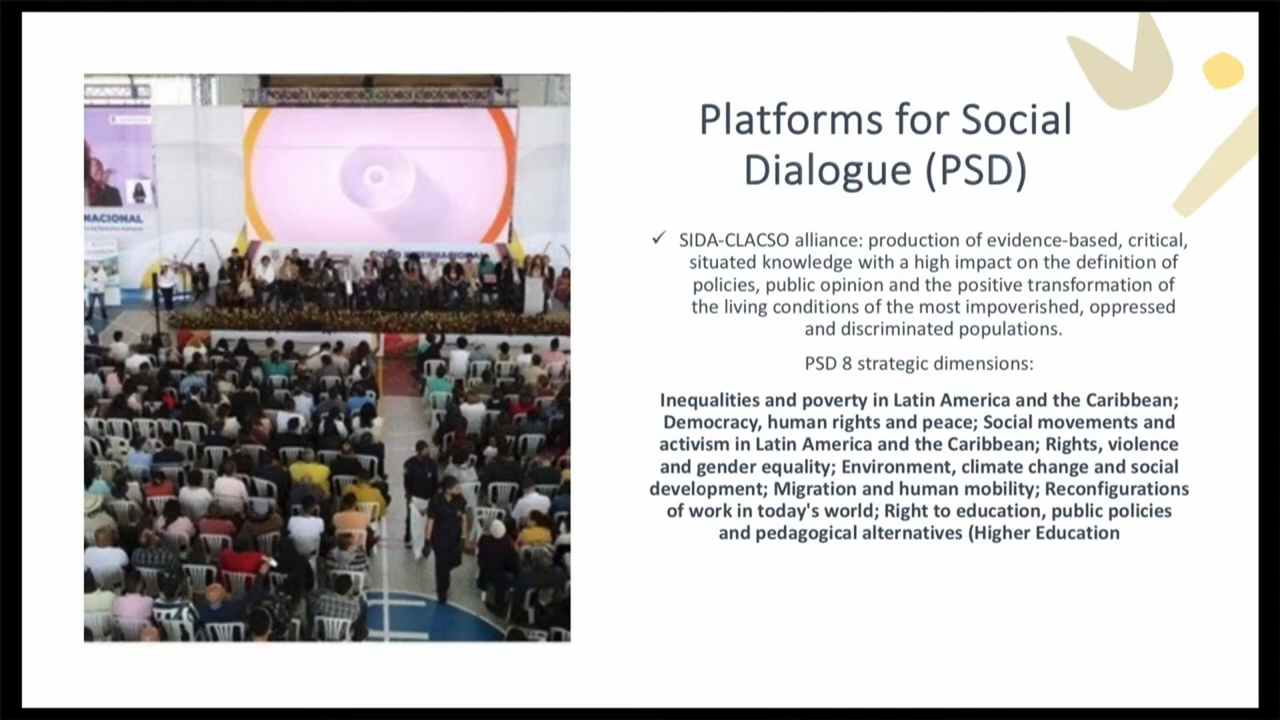 NACIONAL
Platforms for Social
Dialogue (PSD)
✓ SIDA-CLACSO alliance: production of evidence-based, critical,
situated knowledge with a high impact on the definition of
policies, public opinion and the positive transformation of
the living conditions of the most impoverished, oppressed
and discriminated populations.
PSD 8 strategic dimensions:
Inequalities and poverty in Latin America and the Caribbean;
Democracy, human rights and peace; Social movements and
activism in Latin America and the Caribbean; Rights, violence
and gender equality; Environment, climate change and social
development; Migration and human mobility; Reconfigurations
of work in today's world; Right to education, public policies
and pedagogical alternatives (Higher Education